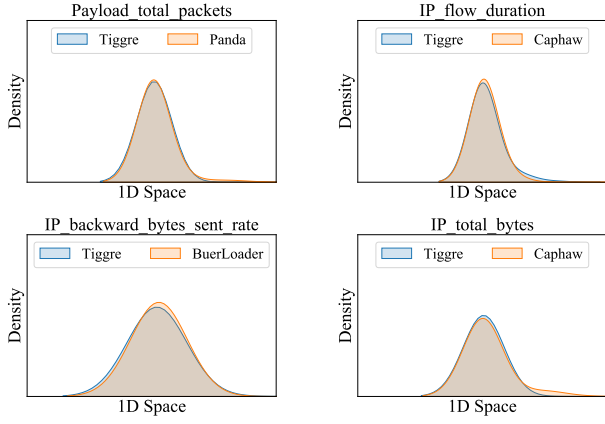 Payload_total_packets
Tiggre Panda
Density
1D Space
IP_flow_duration
Tiggre Caphaw
Density
1D Space
IP_backward_bytes_sent_rate
Tiggre BuerLoader
Density
1D Space
IP_total_bytes
Tiggre Caphaw
Density
1D Space